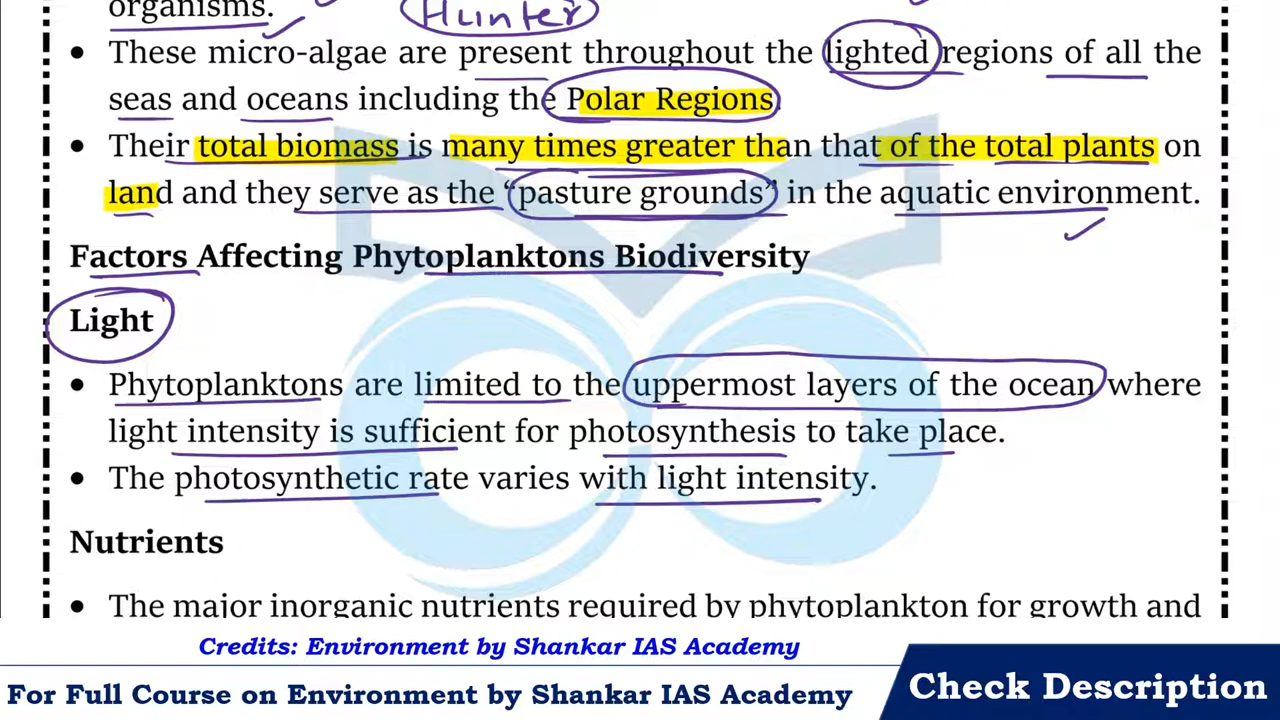 organisms.
Hunter
• These micro-algae are present throughout the lighted regions of all the
seas and oceans including the Polar Regions.
• Their total biomass is many times greater than that of the total plants on
land and they serve as the “pasture grounds” in the aquatic environment.
Factors Affecting Phytoplanktons Biodiversity
Light
• Phytoplanktons are limited to the uppermost layers of the ocean where
light intensity is sufficient for photosynthesis to take place.
• The photosynthetic rate varies with light intensity.
Nutrients
• The major inorganic nutrients required by phytoplankton for growth and
Credits: Environment by Shankar IAS Academy
For Full Course on Environment by Shankar IAS Academy
Check Description